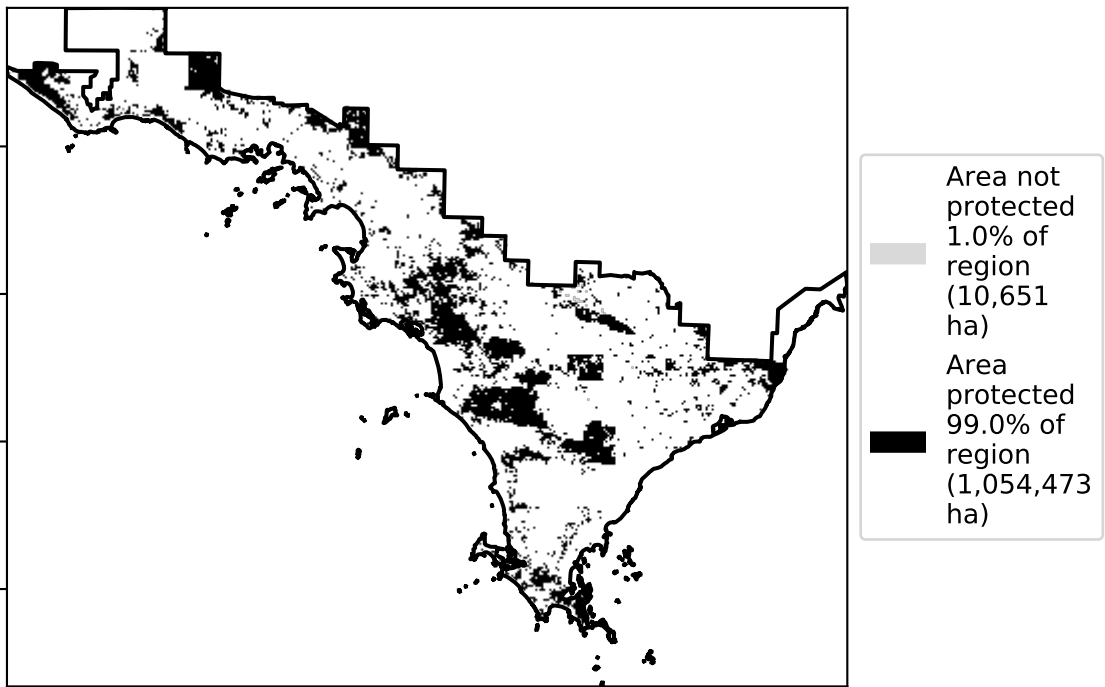 Area not
protected
1.0% of
region
(10,651
ha)
Area
protected
99.0% of
region
(1,054,473
ha)